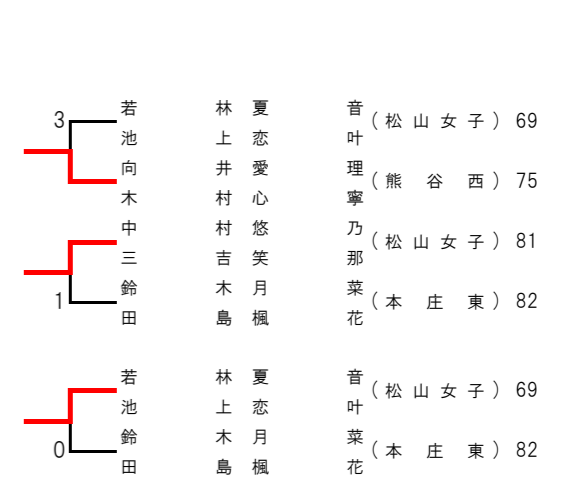 若林夏音
3 (松山女子) 69
池上恋叶
向井愛理
(熊谷西) 75
木村心寧
中村悠乃
(松山女子) 81
三吉笑那
鈴木月菜
1 (本庄東) 82
田島楓花
若林夏音
(松山女子) 69
池上恋叶
鈴木月菜
0 (本庄東) 82
田島楓花